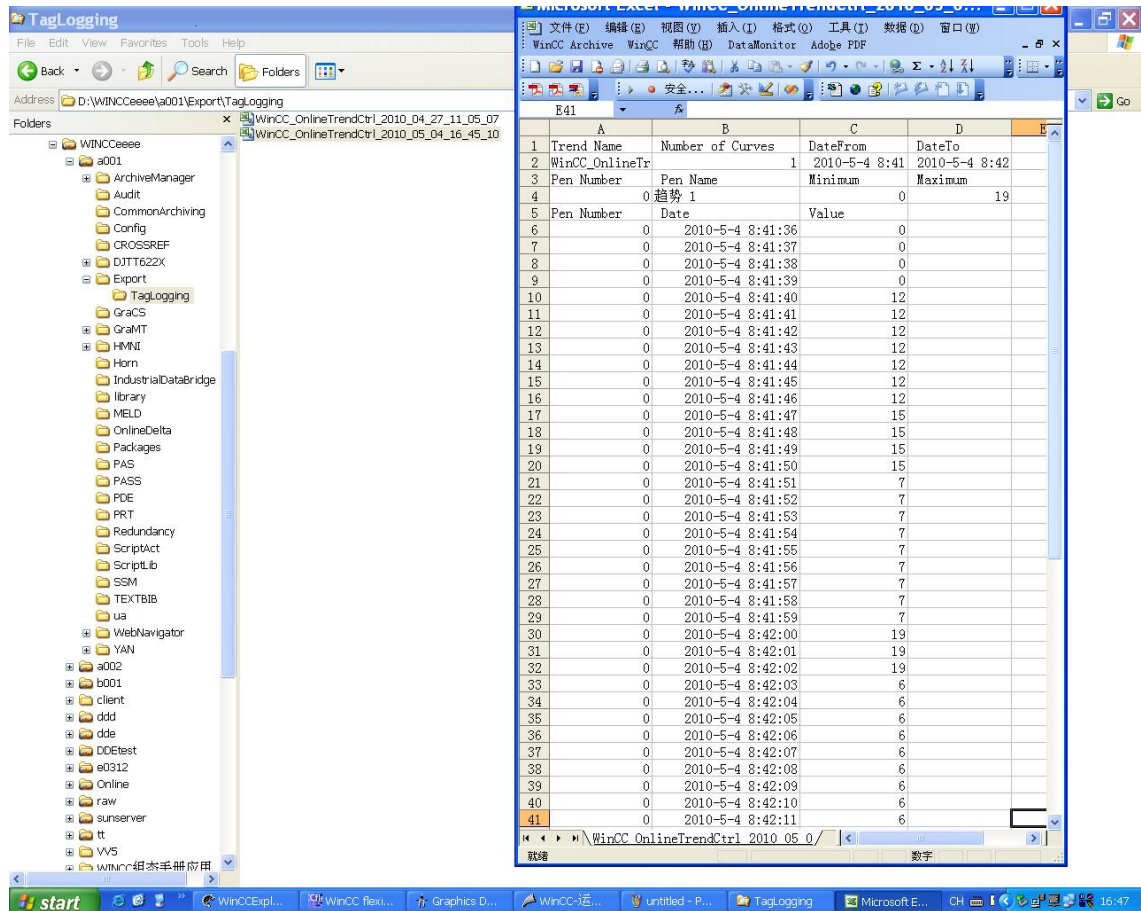 TagLogging
File Edit View Favorites Tools Help
Back Search Folders
Address D:\WINCCeeee\a001\Export\TagLogging Go
Folders
WINCCeeee
a001
ArchiveManager
Audit
CommonArchiving
Config
CROSSREF
DJTT622X
Export
TagLogging
GraCS
GraMT
HMNI
Horn
IndustrialDataBridge
library
MELD
OnlineDelta
Packages
PAS
PASS
PDE
PRT
Redundancy
ScriptAct
ScriptLib
SSM
TEXTBIB
ua
WebNavigator
YAN
a002
b001
client
ddd
dde
DDEtest
e0312
Online
raw
sunserver
tt
VV5
WINCC组态手册应用
WinCC_OnlineTrendCtrl_2010_04_27_11_05_07
WinCC_OnlineTrendCtrl_2010_05_04_16_45_10
Microsoft Excel - WinCC_OnlineTrendCtrl_2010_05_0...
文件(F) 编辑(E) 视图(V) 插入(I) 格式(O) 工具(T) 数据(D) 窗口(W)
WinCC Archive WinCC 帮助(H) DataMonitor Adobe PDF
安全...
E41 fx
A B C D E
1 Trend Name Number of Curves DateFrom DateTo
2 WinCC_OnlineTr 1 2010-5-4 8:41 2010-5-4 8:42
3 Pen Number Pen Name Minimum Maximum
4 0 趋势 1 0 19
5 Pen Number Date Value
6 0 2010-5-4 8:41:36 0
7 0 2010-5-4 8:41:37 0
8 0 2010-5-4 8:41:38 0
9 0 2010-5-4 8:41:39 0
10 0 2010-5-4 8:41:40 12
11 0 2010-5-4 8:41:41 12
12 0 2010-5-4 8:41:42 12
13 0 2010-5-4 8:41:43 12
14 0 2010-5-4 8:41:44 12
15 0 2010-5-4 8:41:45 12
16 0 2010-5-4 8:41:46 12
17 0 2010-5-4 8:41:47 15
18 0 2010-5-4 8:41:48 15
19 0 2010-5-4 8:41:49 15
20 0 2010-5-4 8:41:50 15
21 0 2010-5-4 8:41:51 7
22 0 2010-5-4 8:41:52 7
23 0 2010-5-4 8:41:53 7
24 0 2010-5-4 8:41:54 7
25 0 2010-5-4 8:41:55 7
26 0 2010-5-4 8:41:56 7
27 0 2010-5-4 8:41:57 7
28 0 2010-5-4 8:41:58 7
29 0 2010-5-4 8:41:59 7
30 0 2010-5-4 8:42:00 19
31 0 2010-5-4 8:42:01 19
32 0 2010-5-4 8:42:02 19
33 0 2010-5-4 8:42:03 6
34 0 2010-5-4 8:42:04 6
35 0 2010-5-4 8:42:05 6
36 0 2010-5-4 8:42:06 6
37 0 2010-5-4 8:42:07 6
38 0 2010-5-4 8:42:08 6
39 0 2010-5-4 8:42:09 6
40 0 2010-5-4 8:42:10 6
41 0 2010-5-4 8:42:11 6
WinCC_OnlineTrendCtrl_2010_05_0
就绪 数字
start WinCCExpl... WinCC flexi... Graphics D... WinCC-运... untitled - P... TagLogging Microsoft E... CH 16:47